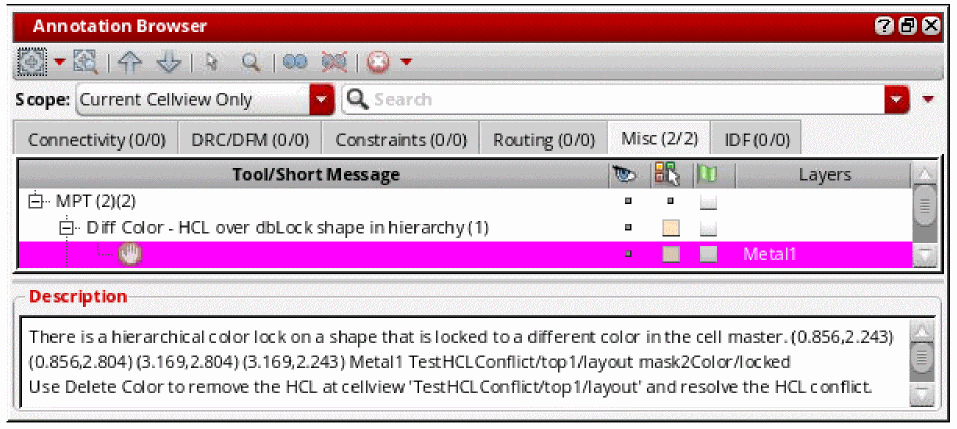 Annotation Browser
Scope: Current Cellview Only Search
Connectivity (0/0) DRC/DFM (0/0) Constraints (0/0) Routing (0/0) Misc (2/2) IDF (0/0)
Tool/Short Message Layers
MPT (2)(2)
Diff Color - HCL over dbLock shape in hierarchy (1)
Metal1
Description
There is a hierarchical color lock on a shape that is locked to a different color in the cell master. (0.856,2.243)
(0.856,2.804) (3.169,2.804) (3.169,2.243) Metal1 TestHCLConflict/top1/layout mask2Color/locked
Use Delete Color to remove the HCL at cellview 'TestHCLConflict/top1/layout' and resolve the HCL conflict.